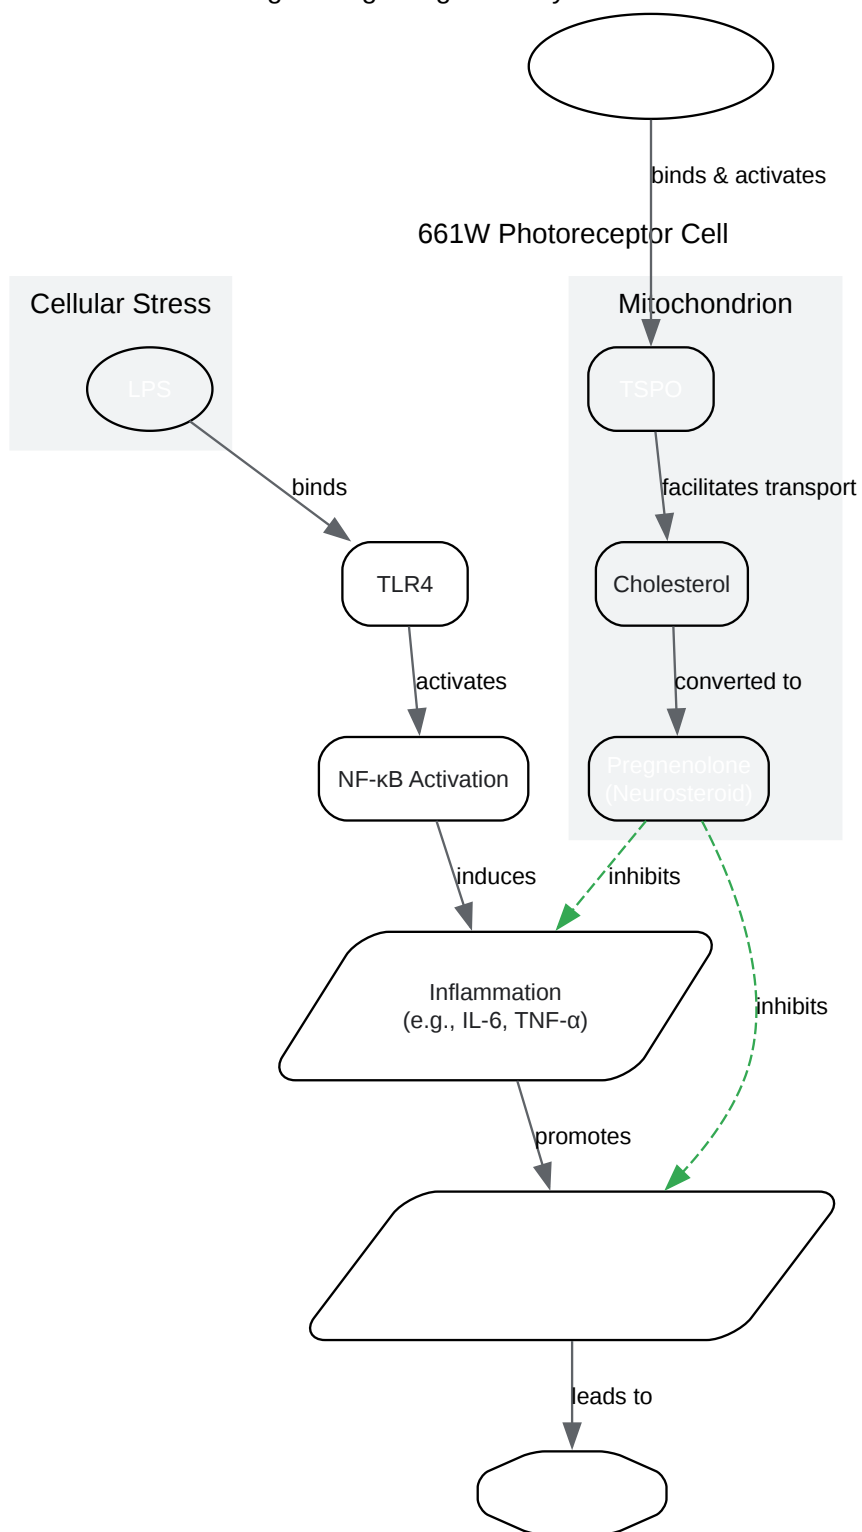 binds & activates
661W Photoreceptor Cell
Cellular Stress
Mitochondrion
LPS
TSPO
binds
facilitates transport
TLR4
Cholesterol
activates
converted to
NF-κB Activation
Pregnenolone
(Neurosteroid)
induces
inhibits
Inflammation
(e.g., IL-6, TNF-α)
inhibits
promotes
leads to